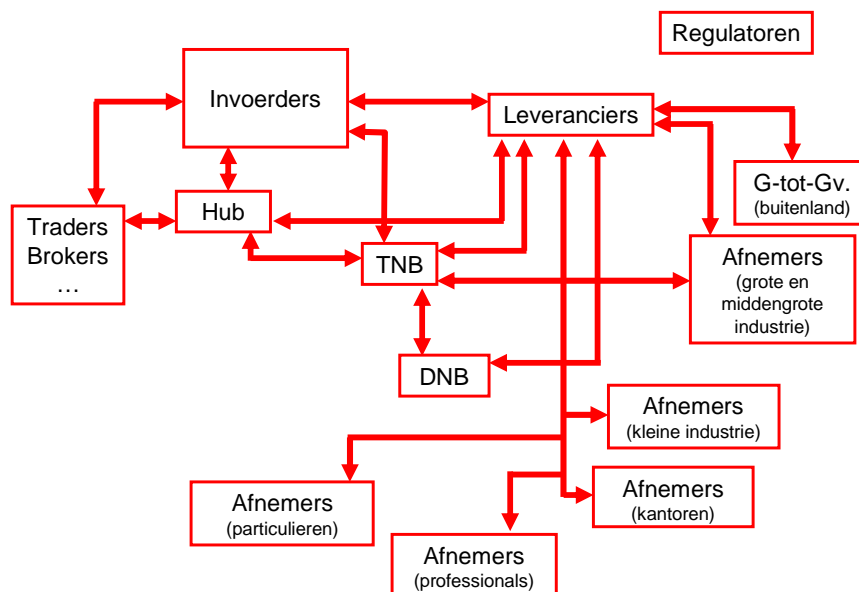 Regulatoren
Invoerders
Leveranciers
G-tot-Gv.
(buitenland)
Hub
Traders
Brokers
…
TNB
Afnemers
(grote en
middengrote
industrie)
DNB
Afnemers
(kleine industrie)
Afnemers
(particulieren)
Afnemers
(kantoren)
Afnemers
(professionals)